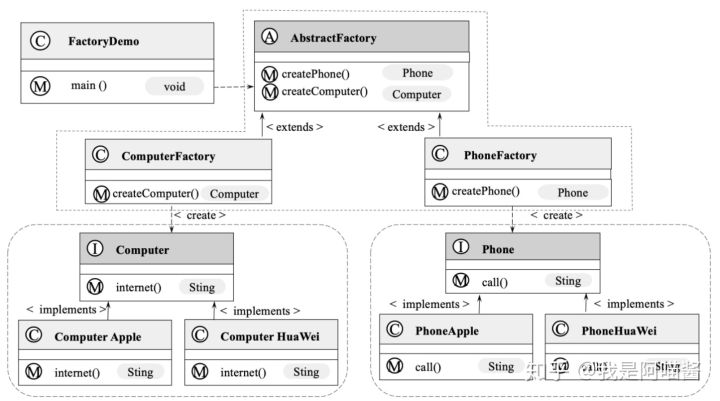 C FactoryDemo
M main () void
A AbstractFactory
M createPhone() Phone
M createComputer() Computer
< extends >
< extends >
C ComputerFactory
M createComputer() Computer
C PhoneFactory
M createPhone() Phone
< create >
< create >
I Computer
M internet() Sting
I Phone
M call() Sting
< implements >
< implements >
< implements >
< implements >
C Computer Apple
M internet() Sting
C Computer HuaWei
M internet() Sting
C PhoneApple
M call() Sting
C PhoneHuaWei
M call() Sting
知乎 @我是阿喵酱